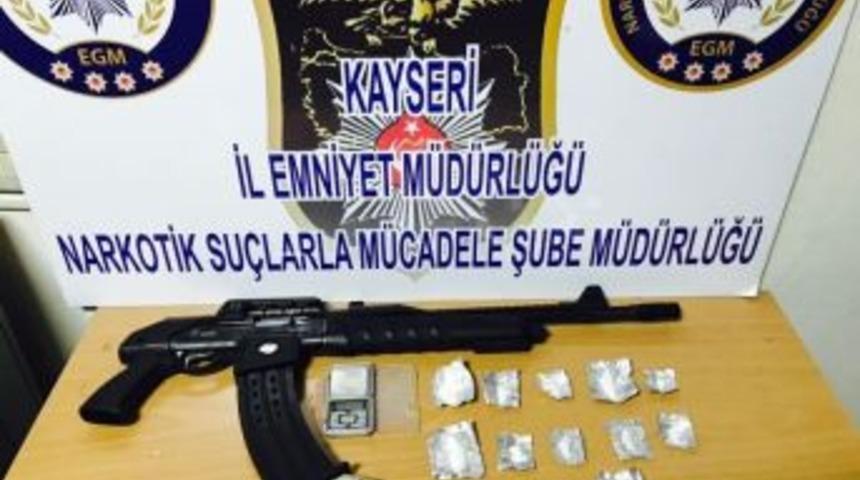 EGM
EGM
KAYSERİ
İL EMNİYET MÜDÜRLÜĞÜ
NARKOTİK SUÇLARLA MÜCADELE ŞUBE MÜDÜRLÜĞÜ